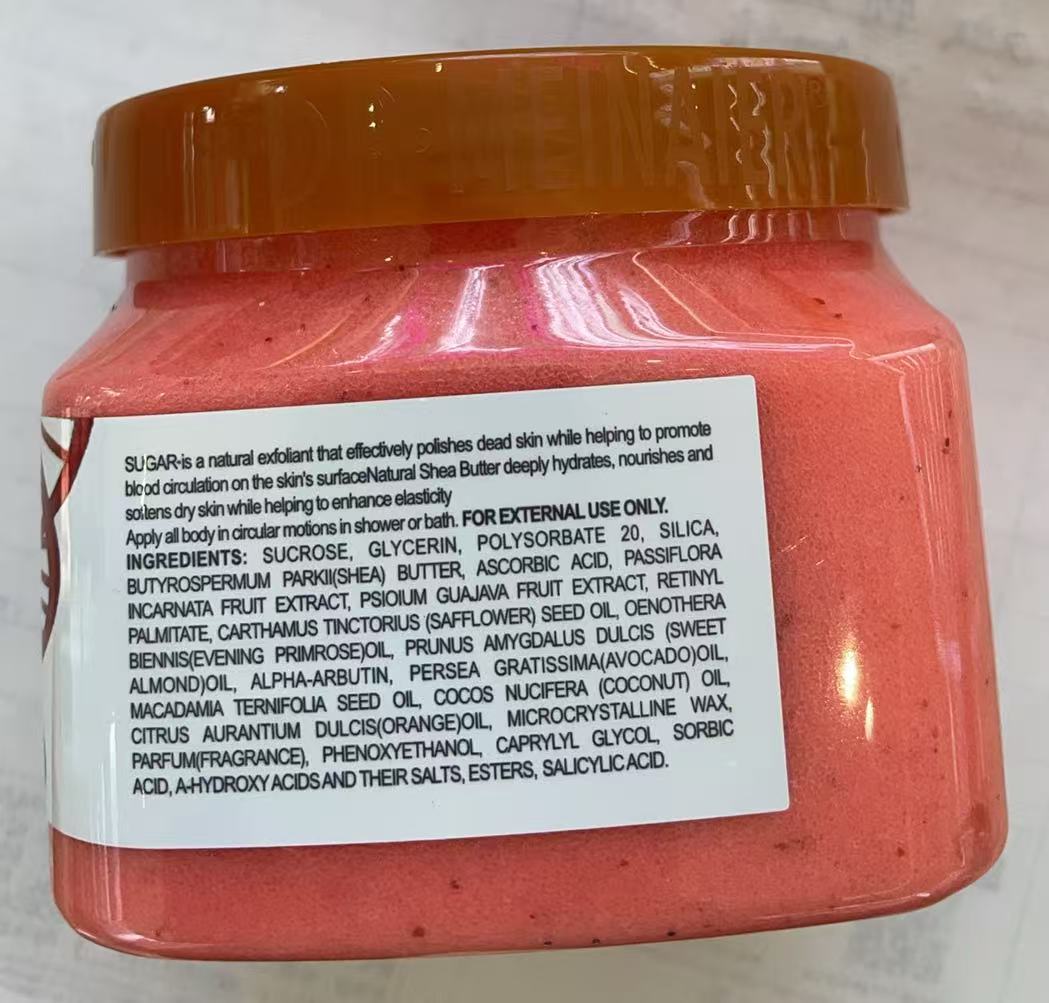 SUGAR-is a natural exfoliant that effectively polishes dead skin while helping to promote
blood circulation on the skin's surfaceNatural Shea Butter deeply hydrates, nourishes and
softens dry skin while helping to enhance elasticity
Apply all body in circular motions in shower or bath. FOR EXTERNAL USE ONLY.
INGREDIENTS: SUCROSE, GLYCERIN, POLYSORBATE 20, SILICA,
BUTYROSPERMUM PARKII(SHEA) BUTTER, ASCORBIC ACID, PASSIFLORA
INCARNATA FRUIT EXTRACT, PSIOIUM GUAJAVA FRUIT EXTRACT, RETINYL
PALMITATE, CARTHAMUS TINCTORIUS (SAFFLOWER) SEED OIL, OENOTHERA
BIENNIS(EVENING PRIMROSE)OIL, PRUNUS AMYGDALUS DULCIS (SWEET
ALMOND)OIL, ALPHA-ARBUTIN, PERSEA GRATISSIMA(AVOCADO)OIL,
MACADAMIA TERNIFOLIA SEED OIL, COCOS NUCIFERA (COCONUT) OIL,
CITRUS AURANTIUM DULCIS(ORANGE)OIL, MICROCRYSTALLINE WAX,
PARFUM(FRAGRANCE), PHENOXYETHANOL, CAPRYLYL GLYCOL, SORBIC
ACID, A-HYDROXY ACIDS AND THEIR SALTS, ESTERS, SALICYLIC ACID.